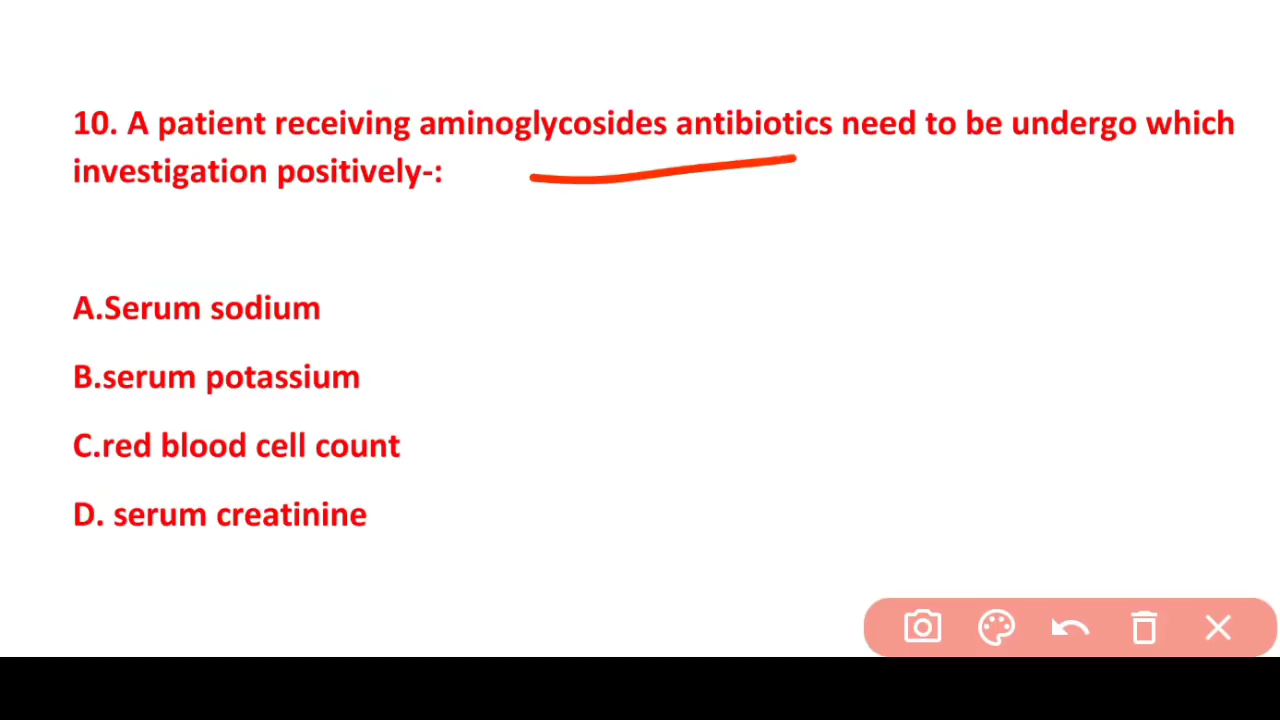 10. A patient receiving aminoglycosides antibiotics need to be undergo which
investigation positively-:
A.Serum sodium
B.serum potassium
C.red blood cell count
D. serum creatinine